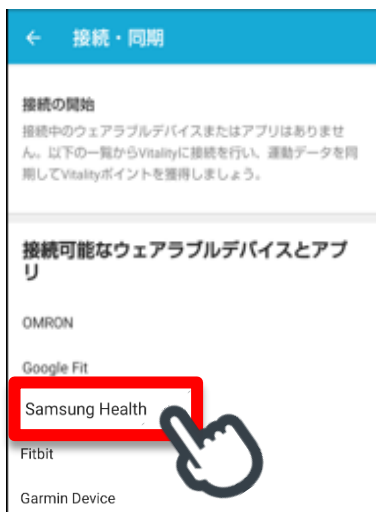 ← 接続・同期
接続の開始
接続中のウェアラブルデバイスまたはアプリはありませ
ん。以下の一覧からVitalityに接続を行い、運動データを同
期してVitalityポイントを獲得しましょう。
接続可能なウェアラブルデバイスとアプ
リ
OMRON
Google Fit
Samsung Health
Fitbit
Garmin Device